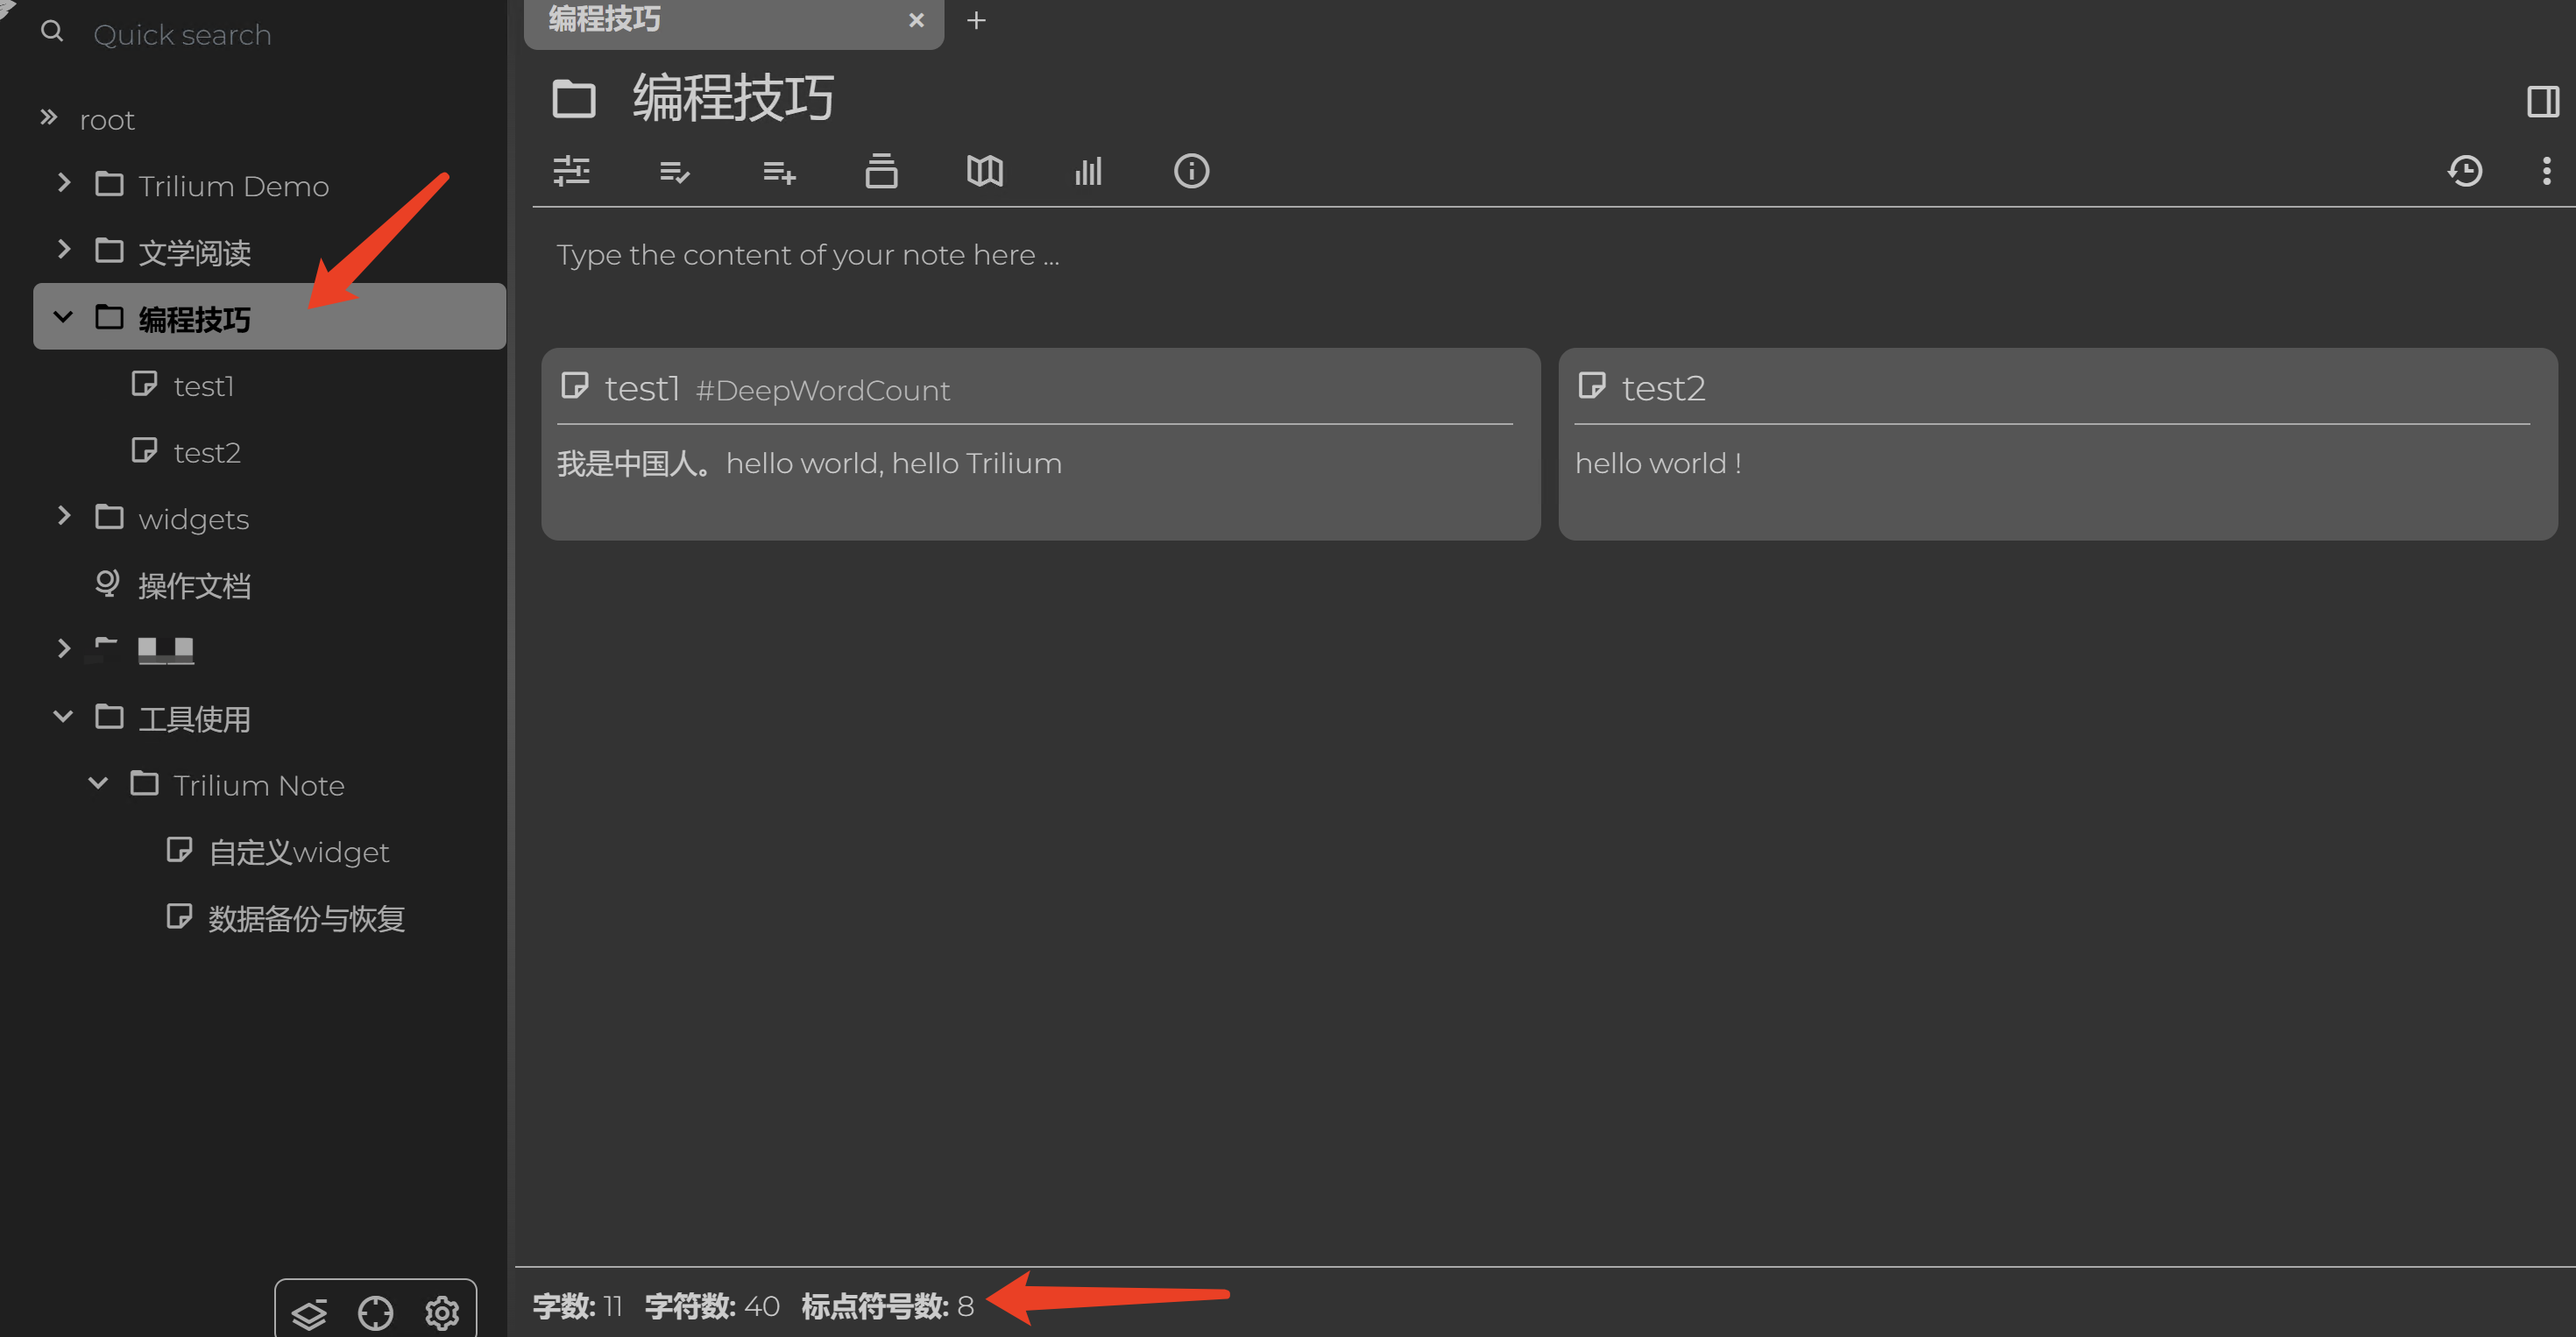 Quick search
root
Trilium Demo
文学阅读
编程技巧
test1
test2
widgets
操作文档
工具使用
Trilium Note
自定义widget
数据备份与恢复
编程技巧
编程技巧
Type the content of your note here ...
test1 #DeepWordCount
我是中国人。hello world, hello Trilium
test2
hello world !
字数: 11 字符数: 40 标点符号数: 8